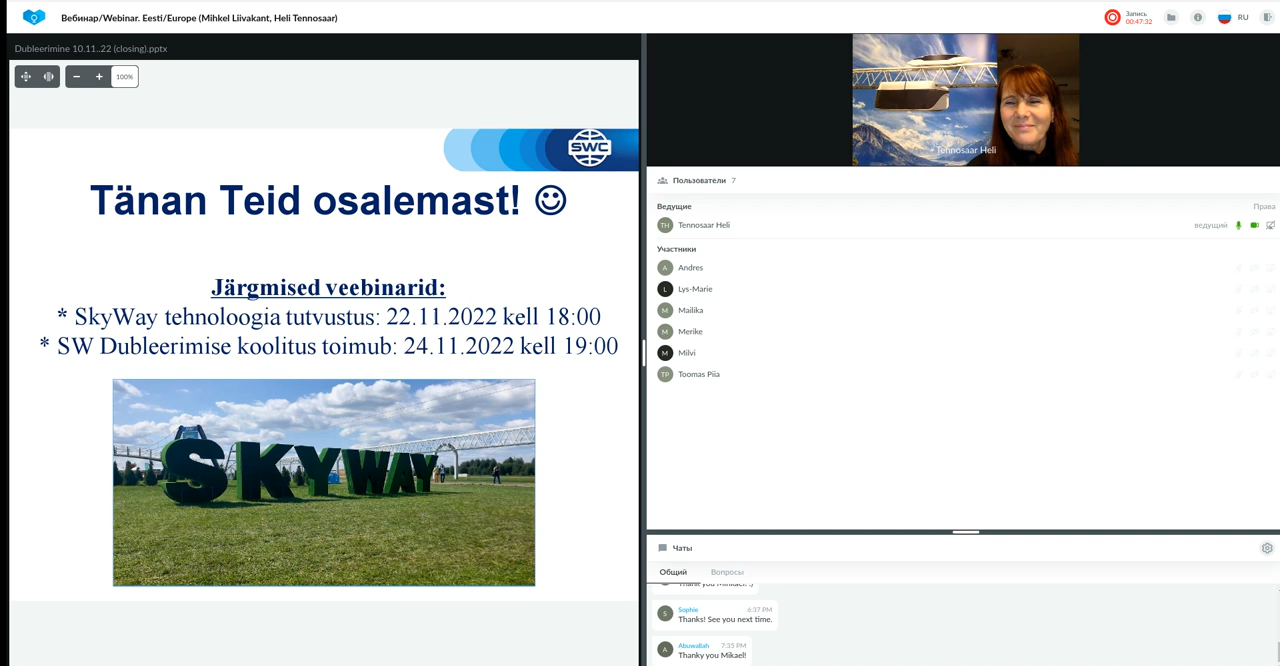 Вебинар/Webinar. Eesti/Europe (Mihkel Liivakant, Heli Tennosaar)
Запись
00:47:32
RU
Dubleerimine 10.11..22 (closing).pptx
100%
SWC
Tänan Teid osalemast! ☺
Järgmised veebinarid:
* SkyWay tehnoloogia tutvustus: 22.11.2022 kell 18:00
* SW Dubleerimise koolitus toimub: 24.11.2022 kell 19:00
SKYWAY
Tennosaar Heli
Пользователи 7
Ведущие
Права
TH Tennosaar Heli
ведущий
Участники
A Andres
L Lys-Marie
M Mailika
M Merike
M Milvi
TP Toomas Piia
Чаты
Общий Вопросы
S Sophie 6:37 PM
Thanks! See you next time.
A Abuwallah 7:35 PM
Thanky you Mikael!